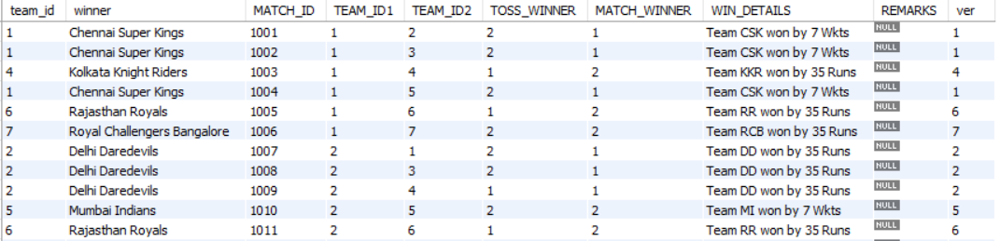 team_id winner MATCH_ID TEAM_ID1 TEAM_ID2 TOSS_WINNER MATCH_WINNER WIN_DETAILS REMARKS ver
1 Chennai Super Kings 1001 1 2 2 1 Team CSK won by 7 Wkts NULL 1
1 Chennai Super Kings 1002 1 3 2 1 Team CSK won by 7 Wkts NULL 1
4 Kolkata Knight Riders 1003 1 4 1 2 Team KKR won by 35 Runs NULL 4
1 Chennai Super Kings 1004 1 5 2 1 Team CSK won by 7 Wkts NULL 1
6 Rajasthan Royals 1005 1 6 1 2 Team RR won by 35 Runs NULL 6
7 Royal Challengers Bangalore 1006 1 7 2 2 Team RCB won by 35 Runs NULL 7
2 Delhi Daredevils 1007 2 1 2 1 Team DD won by 35 Runs NULL 2
2 Delhi Daredevils 1008 2 3 2 1 Team DD won by 35 Runs NULL 2
2 Delhi Daredevils 1009 2 4 1 1 Team DD won by 35 Runs NULL 2
5 Mumbai Indians 1010 2 5 2 2 Team MI won by 7 Wkts NULL 5
6 Rajasthan Royals 1011 2 6 1 2 Team RR won by 35 Runs NULL 6